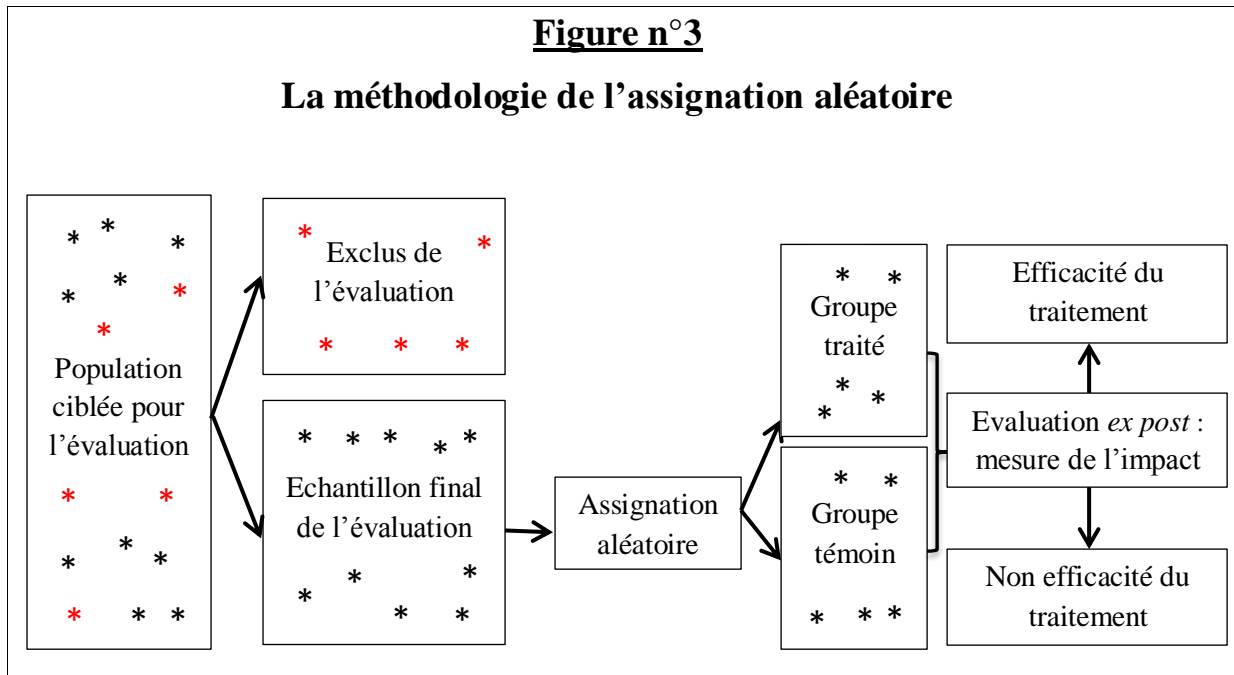 Figure n°3
La méthodologie de l’assignation aléatoire
Population
ciblée pour
l’évaluation
Exclus de
l’évaluation
Echantillon final
de l’évaluation
Assignation
aléatoire
Groupe
traité
Groupe
témoin
Efficacité du
traitement
Evaluation ex post :
mesure de l’impact
Non efficacité du
traitement